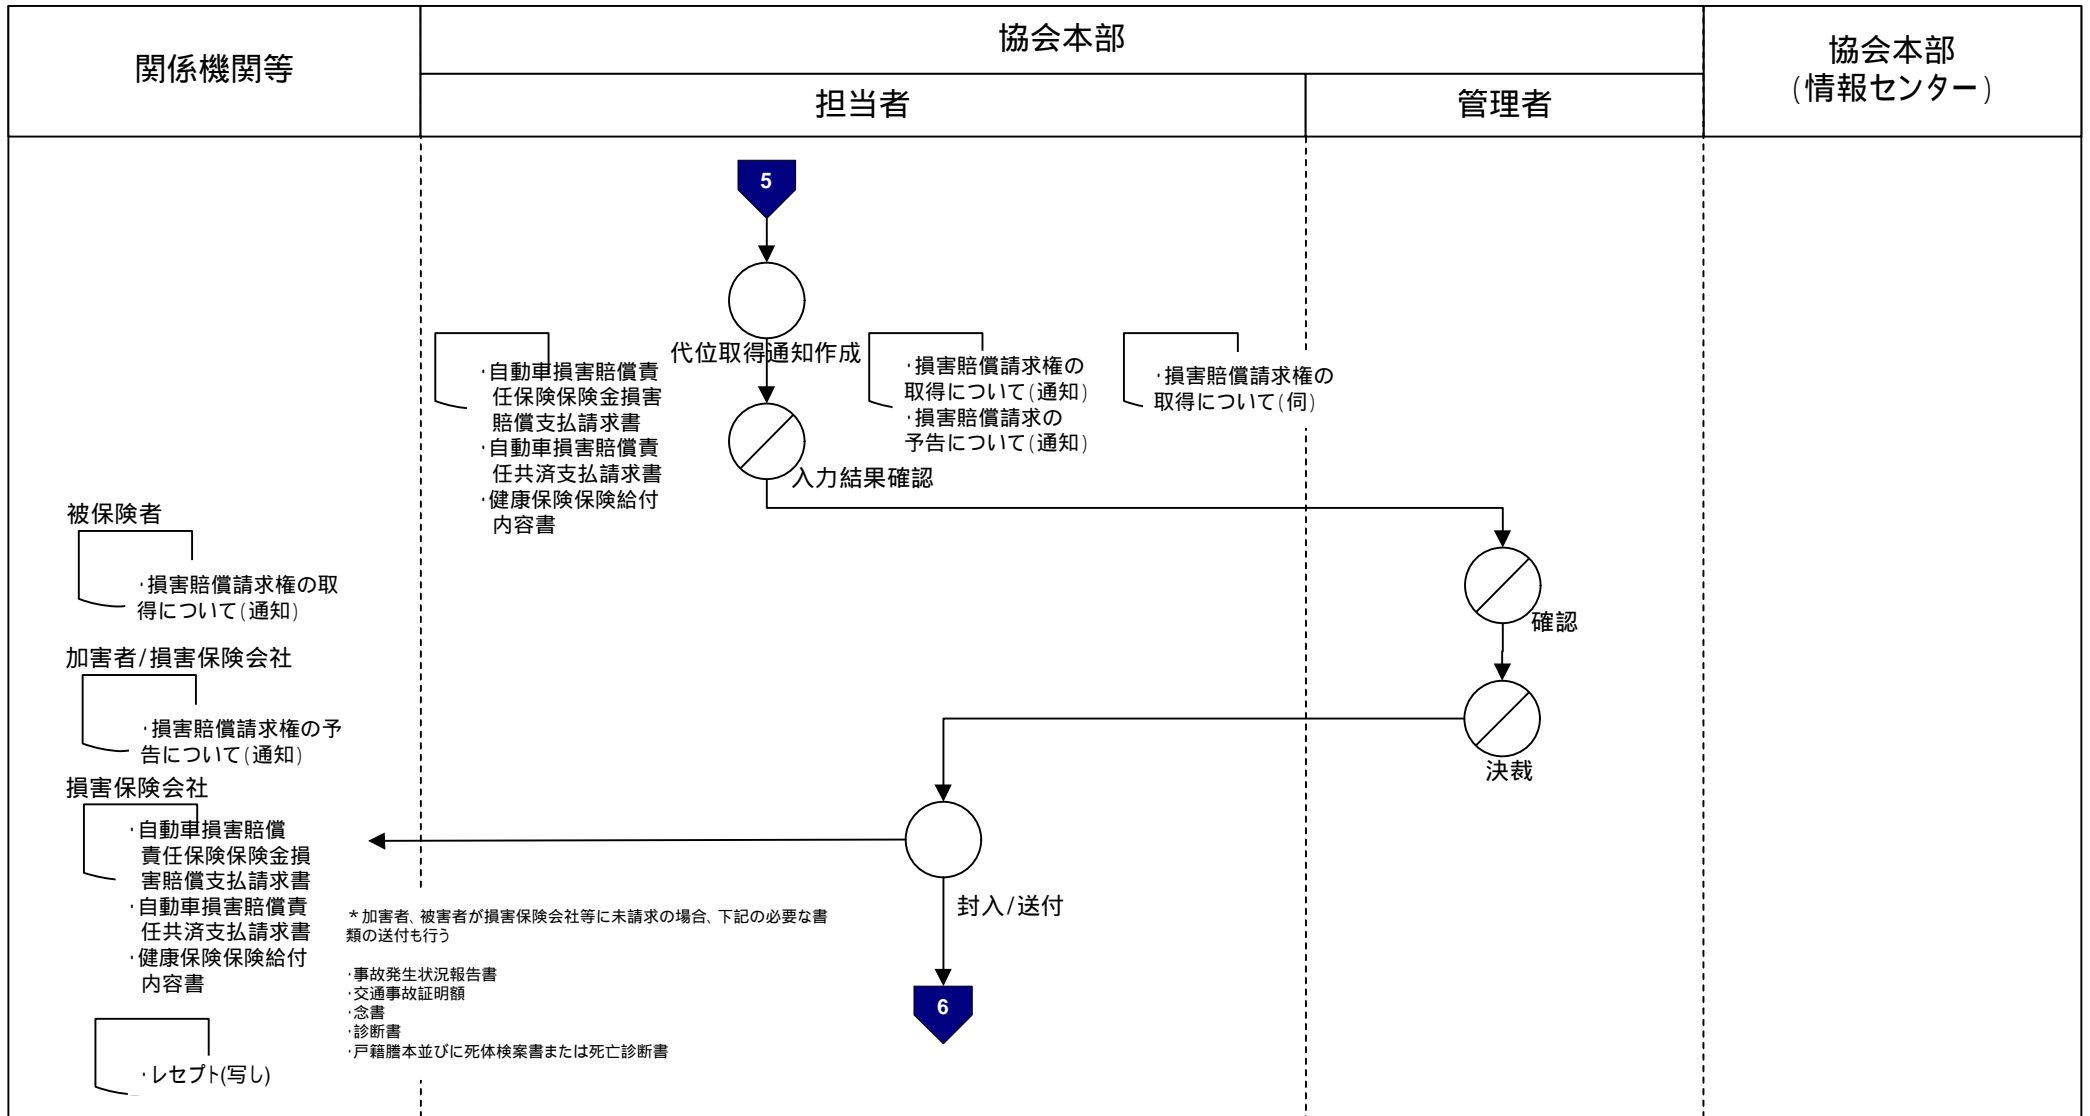 関係機関等
協会本部
担当者
管理者
協会本部
(情報センター)
5
代位取得通知作成
・自動車損害賠償責
任保険保険金損害
賠償支払請求書
・自動車損害賠償責
任共済支払請求書
・健康保険保険給付
内容書
・損害賠償請求権の
取得について(通知)
・損害賠償請求の
予告について(通知)
・損害賠償請求権の
取得について(伺)
入力結果確認
確認
決裁
被保険者
・損害賠償請求権の取
得について(通知)
加害者/損害保険会社
・損害賠償請求権の予
告について(通知)
損害保険会社
・自動車損害賠償
責任保険保険金損
害賠償支払請求書
・自動車損害賠償責
任共済支払請求書
・健康保険保険給付
内容書
・レセプト(写し)
封入/送付
*加害者、被害者が損害保険会社等に未請求の場合、下記の必要な書
類の送付も行う
・事故発生状況報告書
・交通事故証明額
・念書
・診断書
・戸籍謄本並びに死体検案書または死亡診断書
6